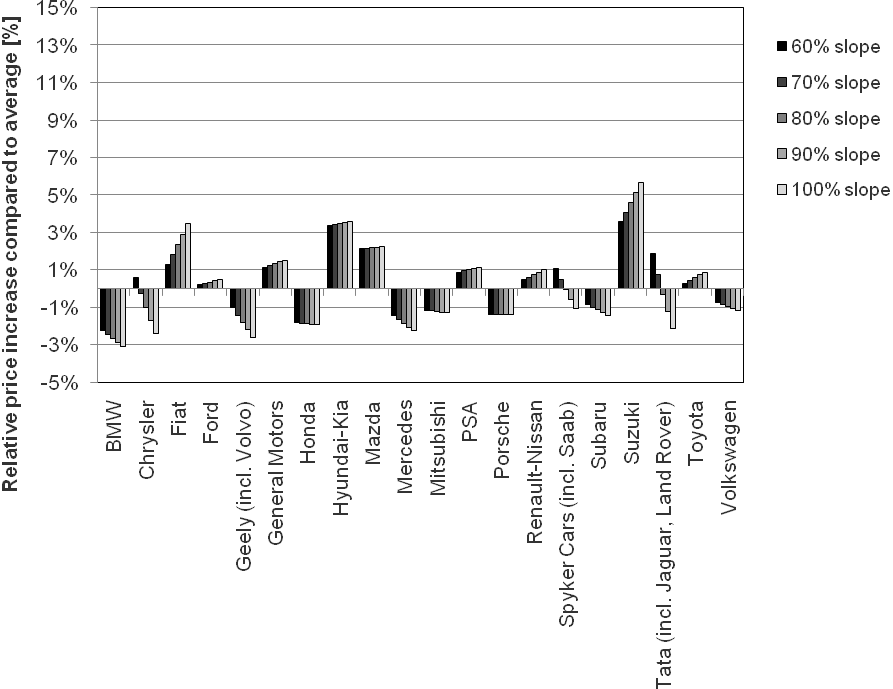 Relative price increase compared to average [%]
15%
13%
11%
9%
7%
5%
3%
1%
-1%
-3%
-5%
BMW
Chrysler
Fiat
Ford
Geely (incl. Volvo)
General Motors
Honda
Hyundai-Kia
Mazda
Mercedes
Mitsubishi
PSA
Porsche
Renault-Nissan
Spyker Cars (incl. Saab)
Subaru
Suzuki
Tata (incl. Jaguar, Land Rover)
Toyota
Volkswagen
60% slope
70% slope
80% slope
90% slope
100% slope